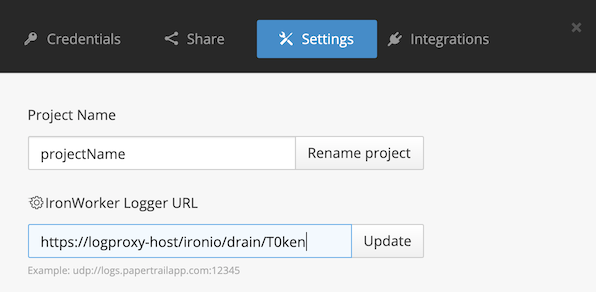 Credentials Share Settings Integrations
Project Name
projectName Rename project
IronWorker Logger URL
https://logproxy-host/ironio/drain/T0ken Update
Example: udp://logs.papertrailapp.com:12345